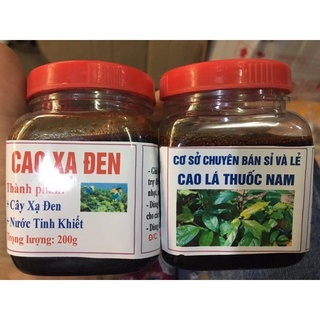 CAO XẠ ĐEN
Thành phần:
+ Cây Xạ Đen
+ Nước Tinh Khiết
Trọng lượng: 200g
CƠ SỞ CHUYÊN BÁN SỈ VÀ LẺ
CAO LÁ THUỐC NAM